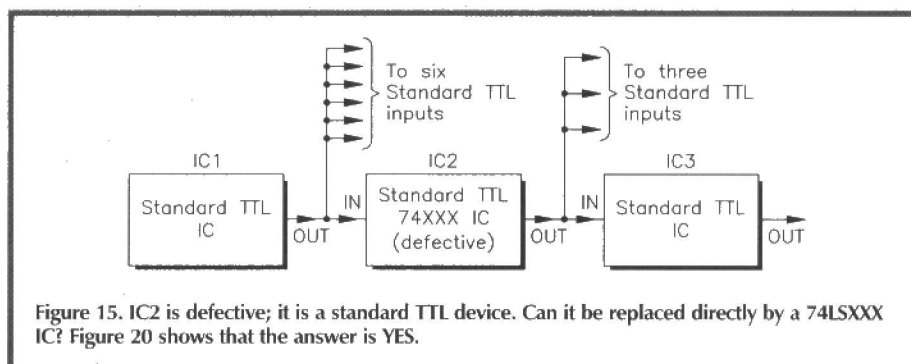 To six
Standard TTL
inputs
To three
Standard TTL
inputs
IC1
Standard TTL
IC
OUT
IN
IC2
Standard TTL
74XXX IC
(defective)
OUT
IN
IC3
Standard TTL
IC
OUT
Figure 15. IC2 is defective; it is a standard TTL device. Can it be replaced directly by a 74LSXXX
IC? Figure 20 shows that the answer is YES.